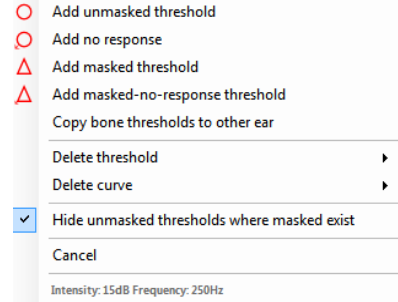 Add unmasked threshold
Add no response
Add masked threshold
Add masked-no-response threshold
Copy bone thresholds to other ear
Delete threshold
Delete curve
Hide unmasked thresholds where masked exist
Cancel
Intensity: 15dB Frequency: 250Hz